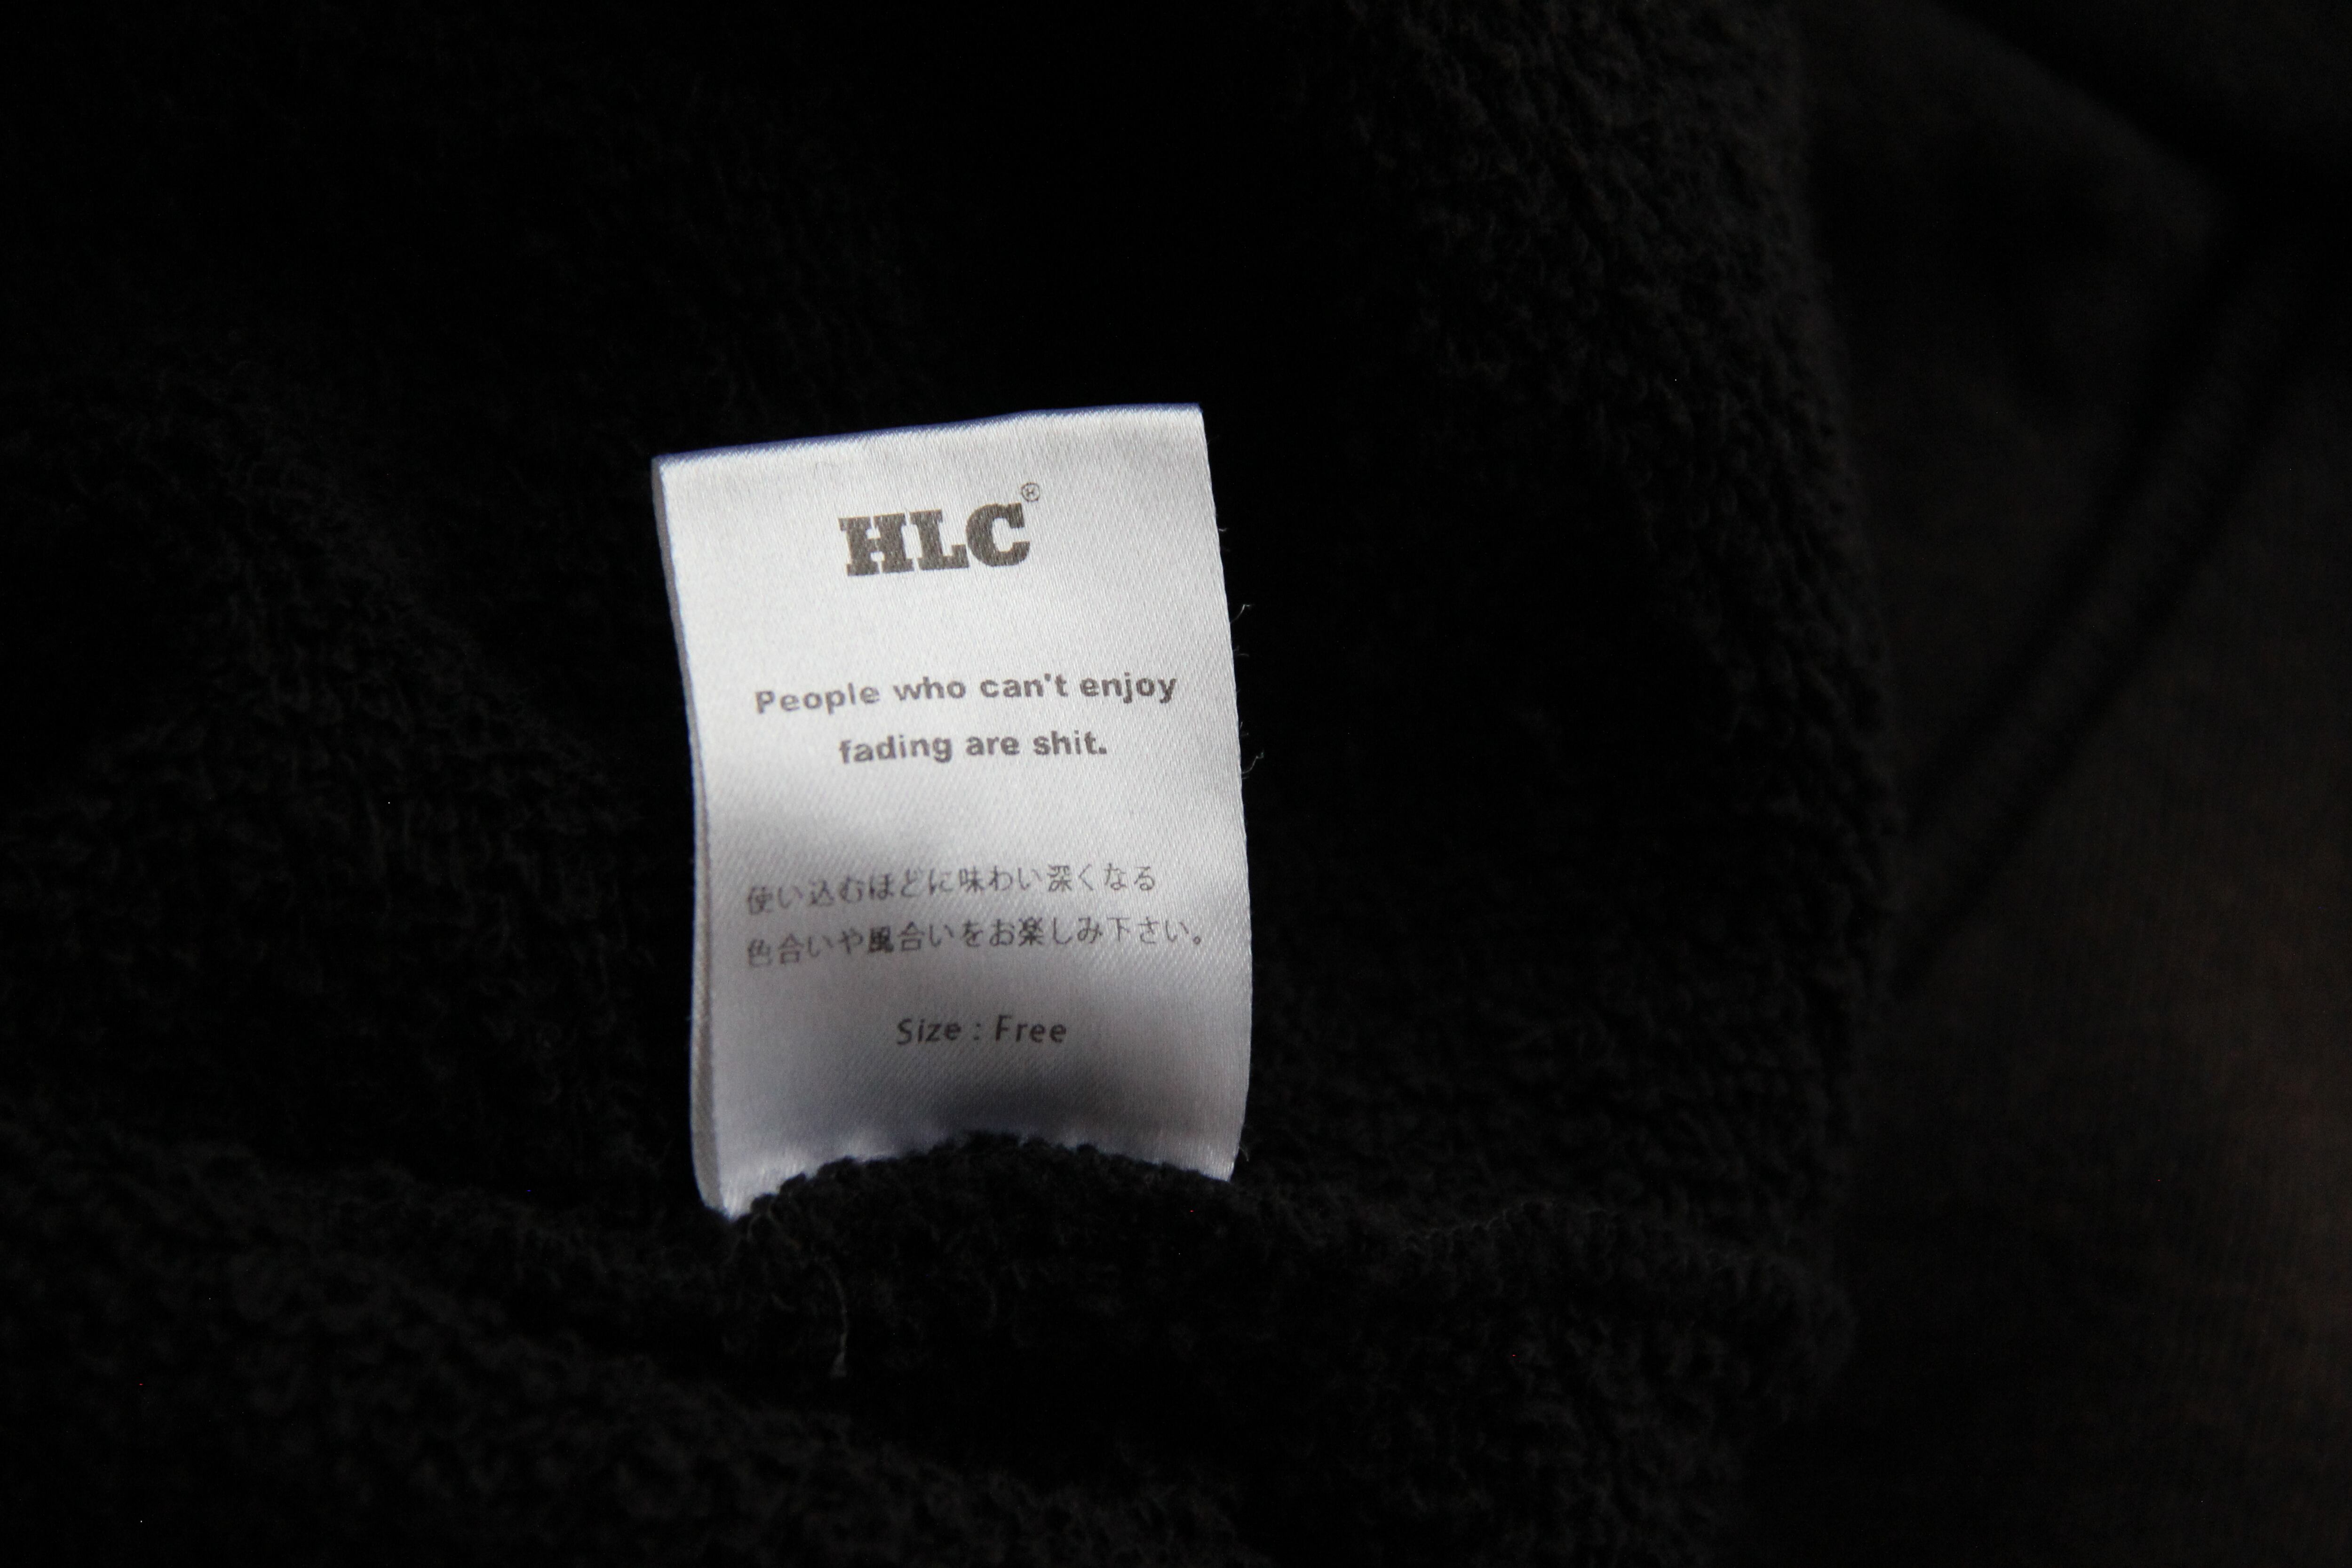 HLC®
People who can't enjoy
fading are shit.
使い込むほどに味わい深くなる
色合いや風合いをお楽しみ下さい。
Size : Free